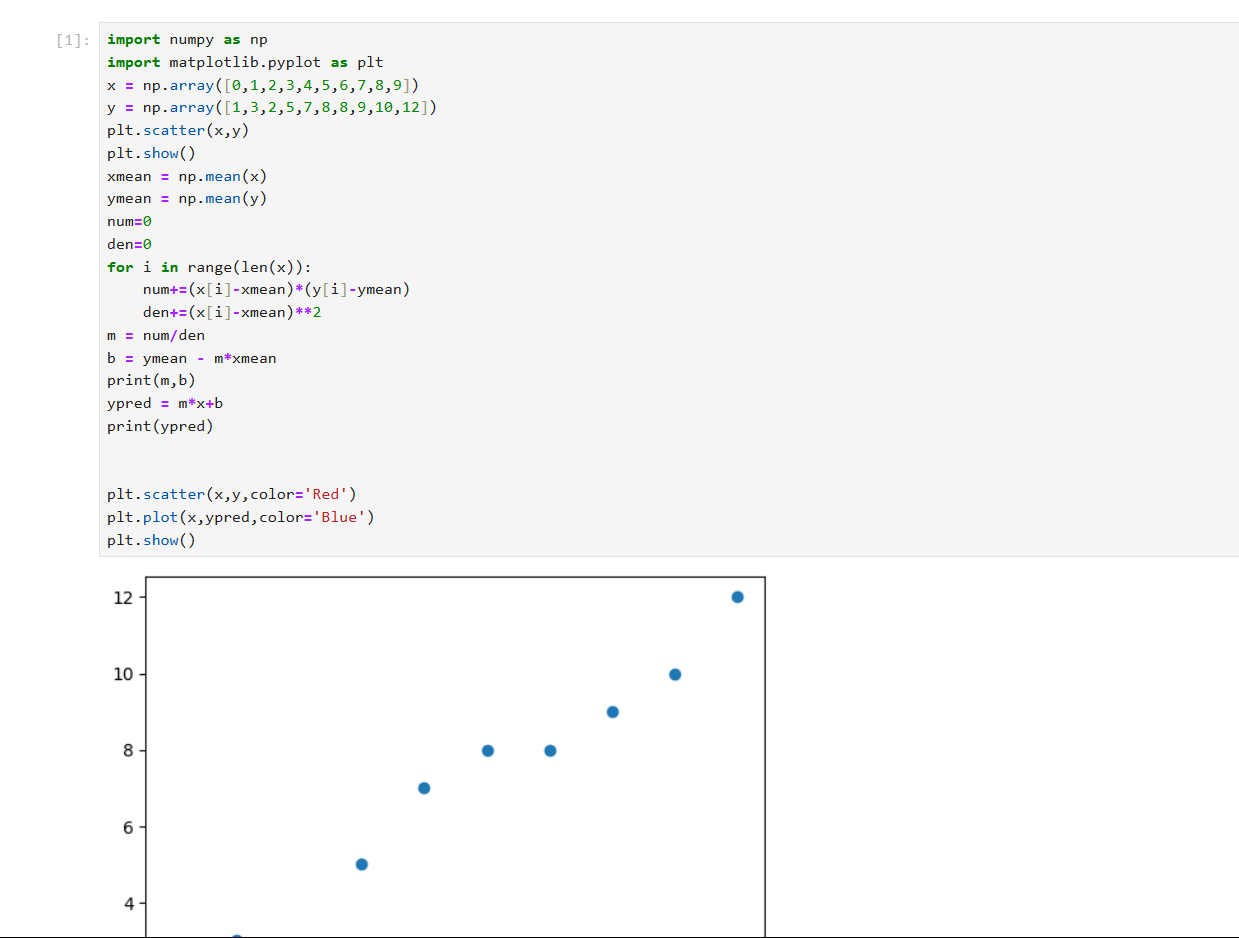 [1]: import numpy as np
import matplotlib.pyplot as plt
x = np.array([0,1,2,3,4,5,6,7,8,9])
y = np.array([1,3,2,5,7,8,8,9,10,12])
plt.scatter(x,y)
plt.show()
xmean = np.mean(x)
ymean = np.mean(y)
num=0
den=0
for i in range(len(x)):
    num+=(x[i]-xmean)*(y[i]-ymean)
    den+=(x[i]-xmean)**2
m = num/den
b = ymean - m*xmean
print(m,b)
ypred = m*x+b
print(ypred)
plt.scatter(x,y,color='Red')
plt.plot(x,ypred,color='Blue')
plt.show()
12
10
8
6
4